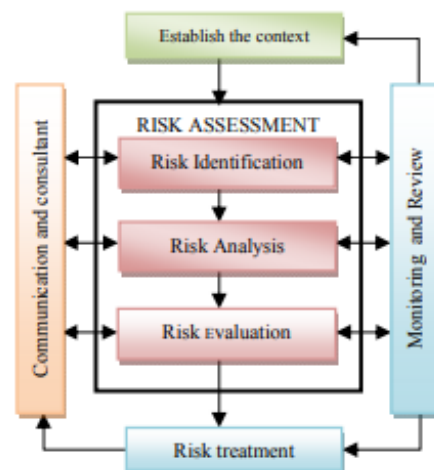 Establish the context
RISK ASSESSMENT
Risk Identification
Risk Analysis
Risk Evaluation
Risk treatment
Communication and consultant
Monitoring and Review